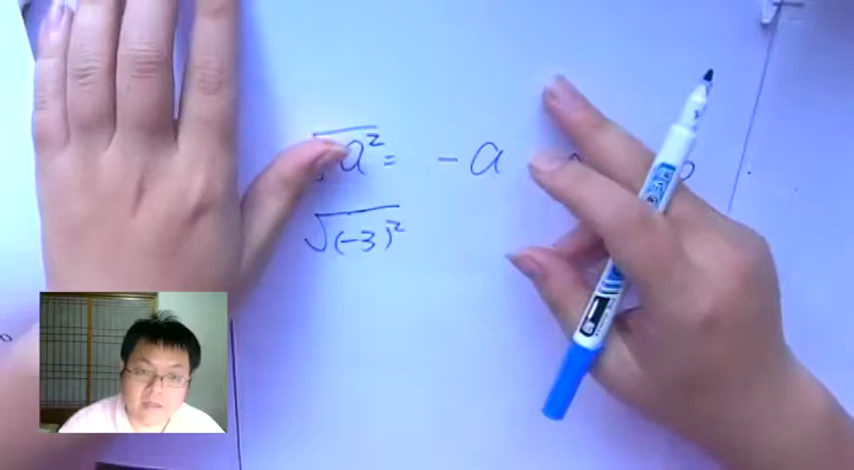 √a² = -a
√(-3)²